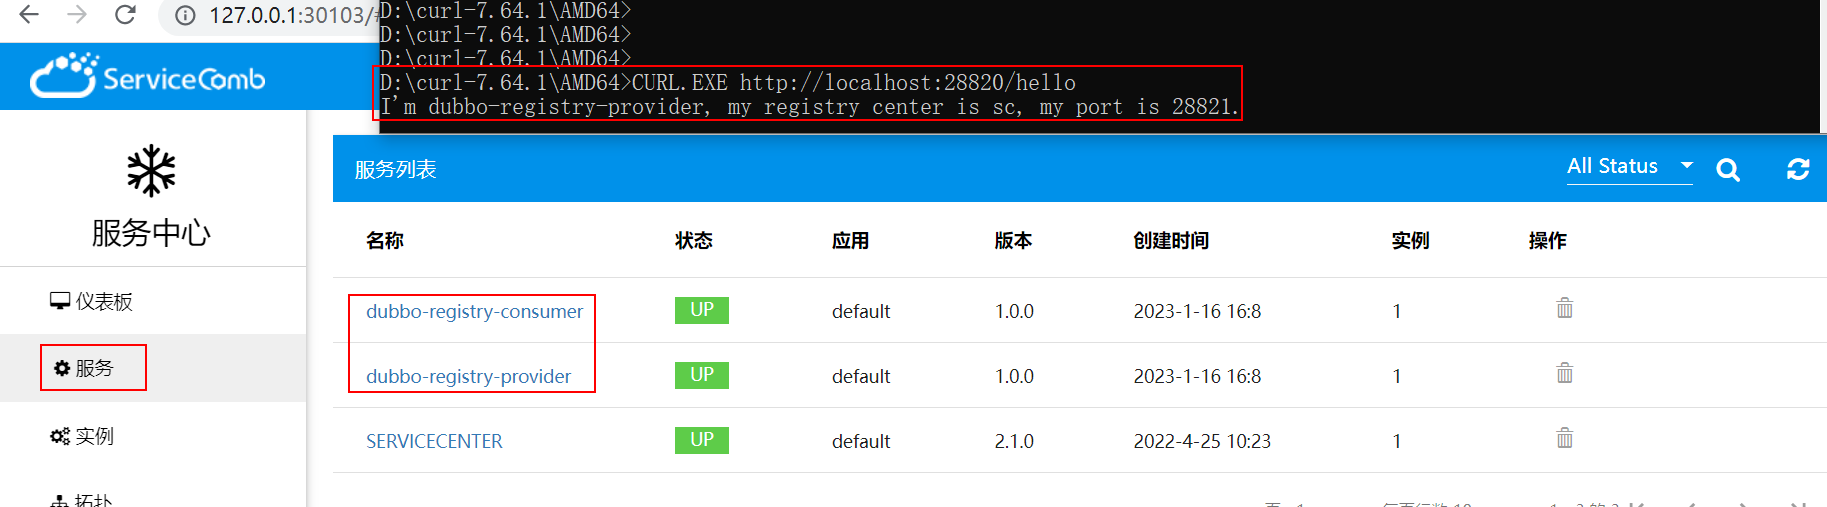 127.0.0.1:30103/#
D:\curl-7.64.1\AMD64>
D:\curl-7.64.1\AMD64>
D:\curl-7.64.1\AMD64>
D:\curl-7.64.1\AMD64>CURL.EXE http://localhost:28820/hello
I'm dubbo-registry-provider, my registry center is sc, my port is 28821.
ServiceComb
服务中心
仪表板
服务
实例
拓扑
服务列表 All Status
名称 状态 应用 版本 创建时间 实例 操作
dubbo-registry-consumer UP default 1.0.0 2023-1-16 16:8 1
dubbo-registry-provider UP default 1.0.0 2023-1-16 16:8 1
SERVICECENTER UP default 2.1.0 2022-4-25 10:23 1